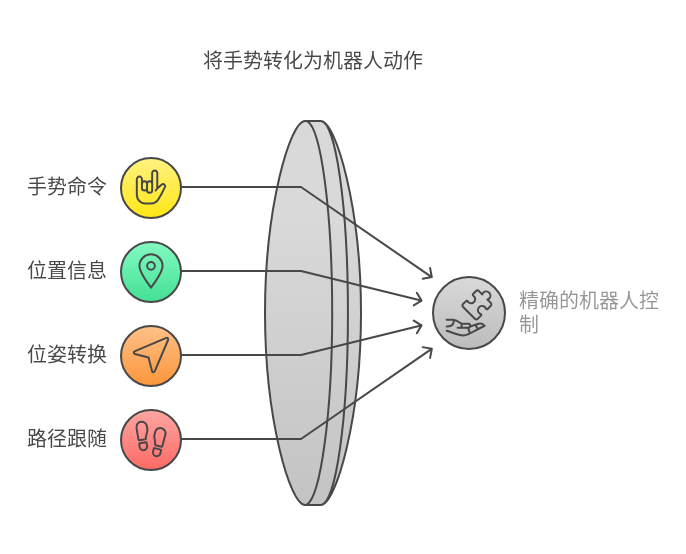 将手势转化为机器人动作
手势命令
位置信息
位姿转换
路径跟随
精确的机器人控
制